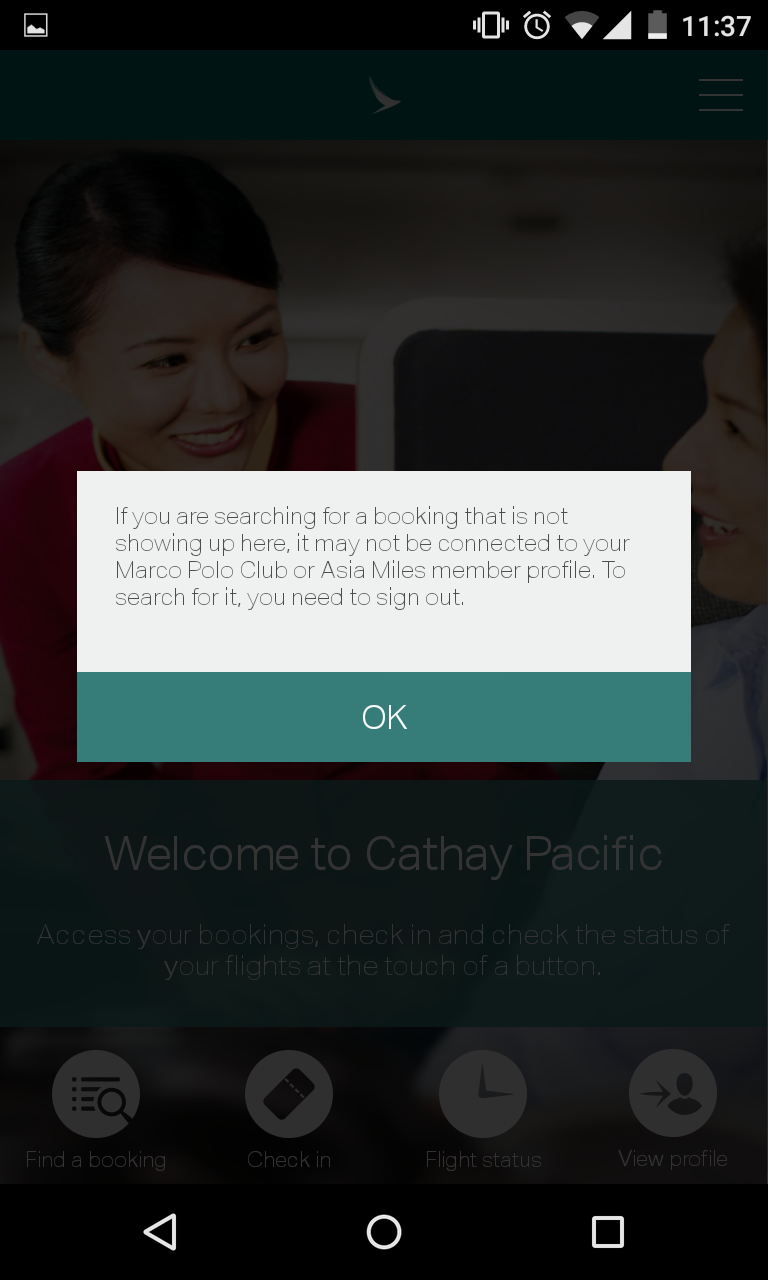 11:37
If you are searching for a booking that is not
showing up here, it may not be connected to your
Marco Polo Club or Asia Miles member profile. To
search for it, you need to sign out.
OK
Welcome to Cathay Pacific
Access your bookings, check in and check the status of
your flights at the touch of a button.
Find a booking
Check in
Flight status
View profile